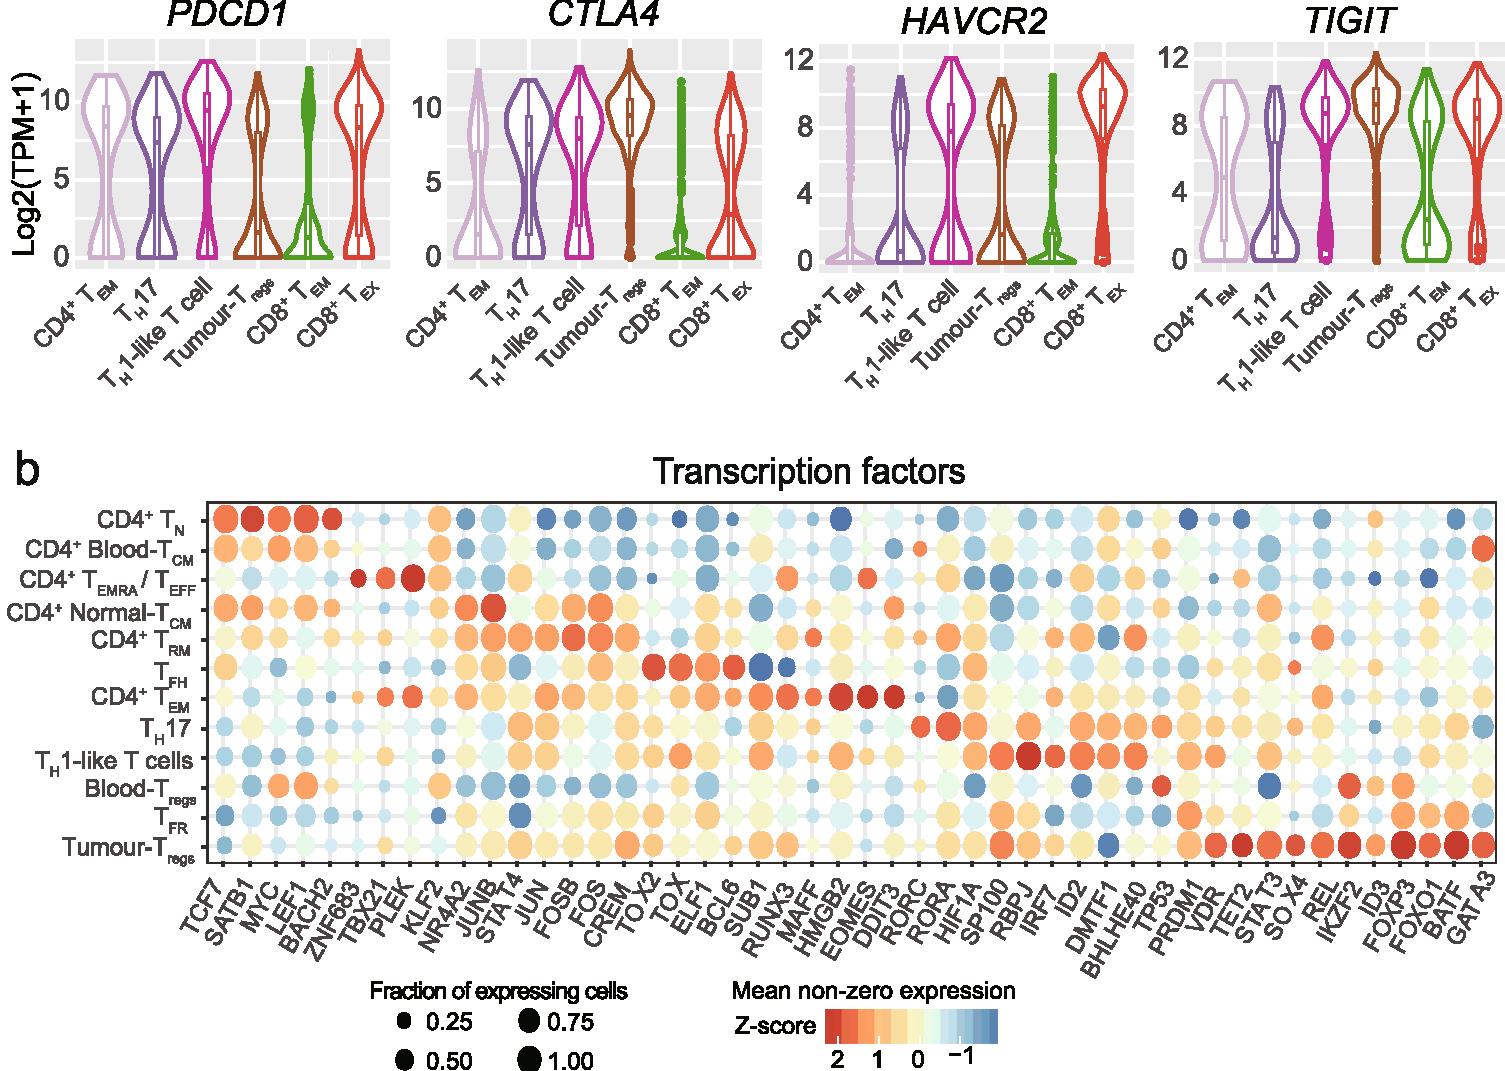 PDCD1 CTLA4 HAVCR2 TIGIT
Log2(TPM+1)
10
5
0
10
5
0
12
8
4
0
12
8
4
0
CD4+ TEM TH17 TH1-like T cell Tumour-Tregs CD8+ TEM CD8+ TEX
CD4+ TEM TH17 TH1-like T cell Tumour-Tregs CD8+ TEM CD8+ TEX
CD4+ TEM TH17 TH1-like T cell Tumour-Tregs CD8+ TEM CD8+ TEX
CD4+ TEM TH17 TH1-like T cell Tumour-Tregs CD8+ TEM CD8+ TEX
b
Transcription factors
CD4+ TN
CD4+ Blood-TCM
CD4+ TEMRA / TEFF
CD4+ Normal-TCM
CD4+ TRM
TFH
CD4+ TEM
TH17
TH1-like T cells
Blood-Tregs
TFR
Tumour-Tregs
TCF7 SATB1 MYC LEF1 BACH2 ZNF683 TBX21 PLEK KLF2 NR4A2 JUNB STAT4 JUN FOSB FOS CREM TOX2 TOX ELF1 BCL6 SUB1 RUNX3 MAFF HMGB2 EOMES DDIT3 RORC RORA HIF1A SP100 RBPJ IRF7 ID2 DMTF1 BHLHE40 TP53 PRDM1 VDR TET2 STAT3 SOX4 REL IKZF2 ID3 FOXP3 FOXO1 BATF GATA3
Fraction of expressing cells
0.25 0.75
0.50 1.00
Mean non-zero expression
Z-score
2 1 0 −1